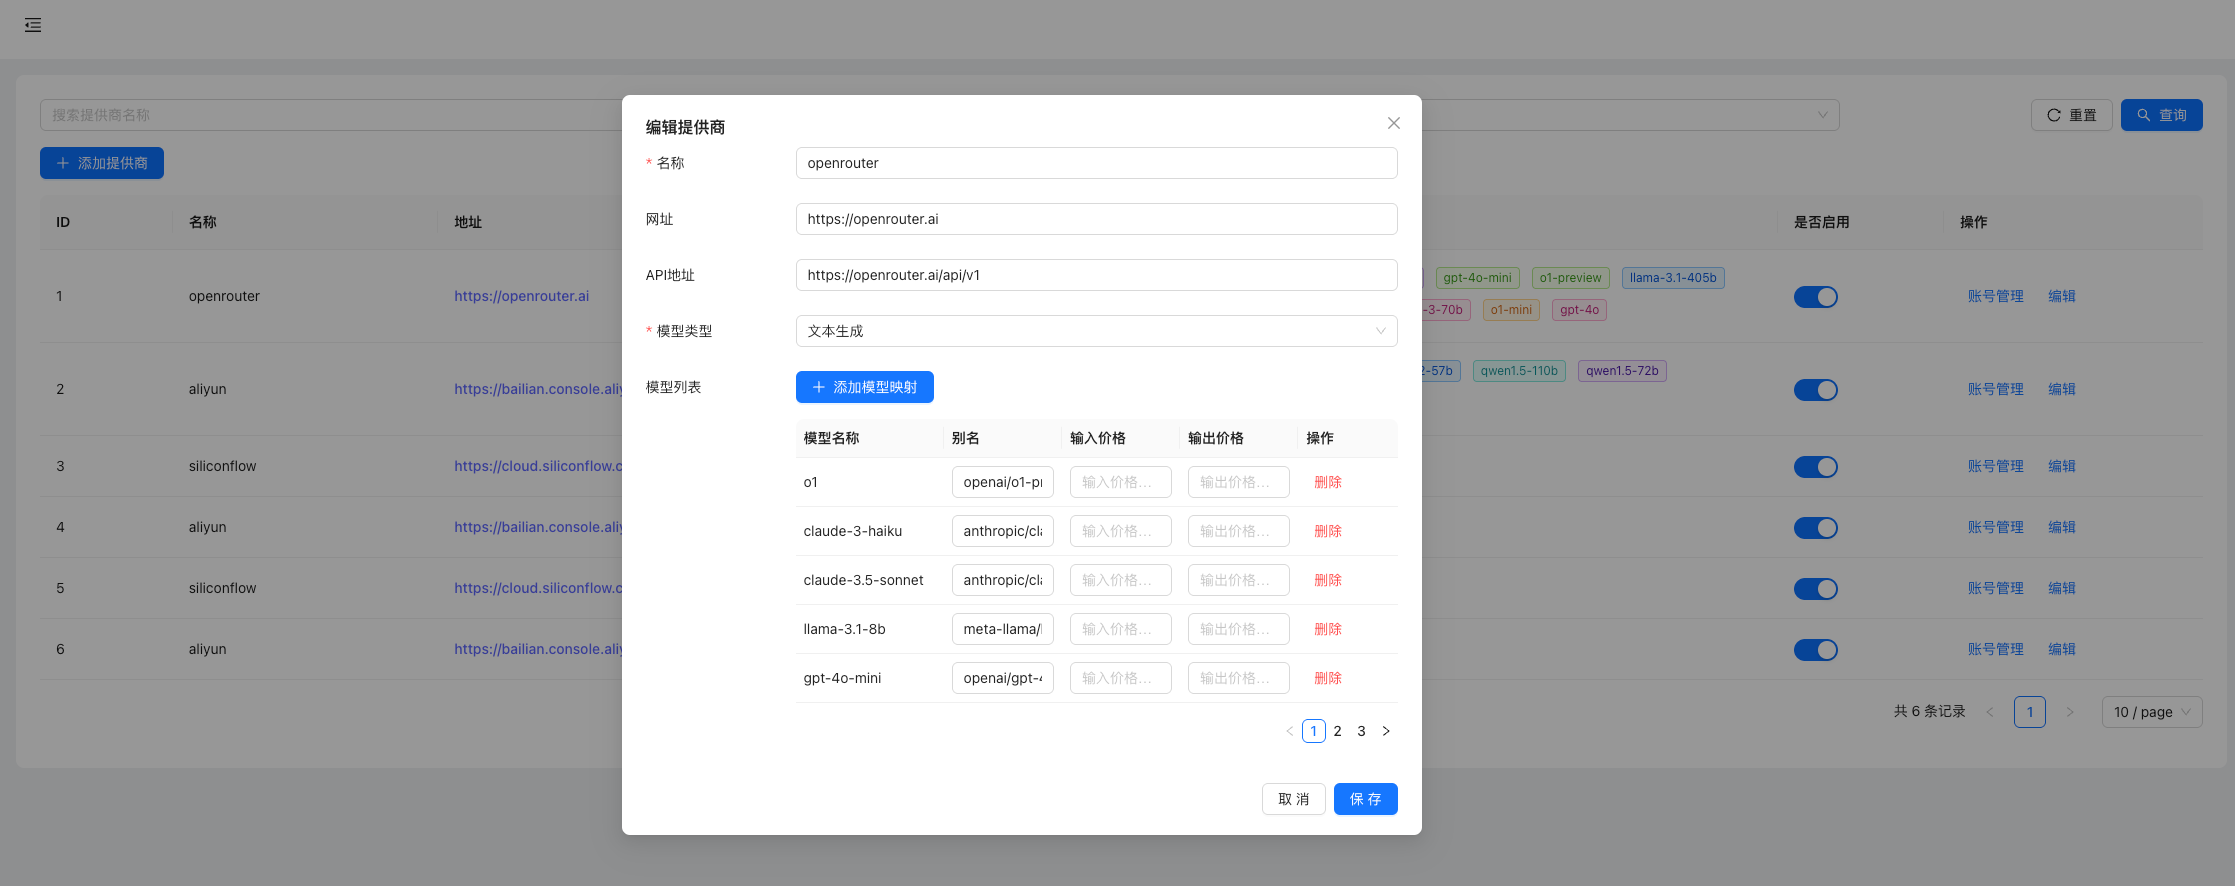 搜索提供商名称
重置
查询
添加提供商
ID 名称 地址 是否启用 操作
1 openrouter https://openrouter.ai gpt-4o-mini o1-preview llama-3.1-405b 账号管理 编辑
-3-70b o1-mini gpt-4o
2 aliyun https://bailian.console.aliy 2-57b qwen1.5-110b qwen1.5-72b 账号管理 编辑
3 siliconflow https://cloud.siliconflow.c 账号管理 编辑
4 aliyun https://bailian.console.aliy 账号管理 编辑
5 siliconflow https://cloud.siliconflow.c 账号管理 编辑
6 aliyun https://bailian.console.aliy 账号管理 编辑
共 6 条记录 1 10 / page
编辑提供商
* 名称 openrouter
网址 https://openrouter.ai
API地址 https://openrouter.ai/api/v1
* 模型类型 文本生成
模型列表 添加模型映射
模型名称 别名 输入价格 输出价格 操作
o1 openai/o1-pr 输入价格... 输出价格... 删除
claude-3-haiku anthropic/cla 输入价格... 输出价格... 删除
claude-3.5-sonnet anthropic/cla 输入价格... 输出价格... 删除
llama-3.1-8b meta-llama/ 输入价格... 输出价格... 删除
gpt-4o-mini openai/gpt-4 输入价格... 输出价格... 删除
1 2 3
取 消 保 存